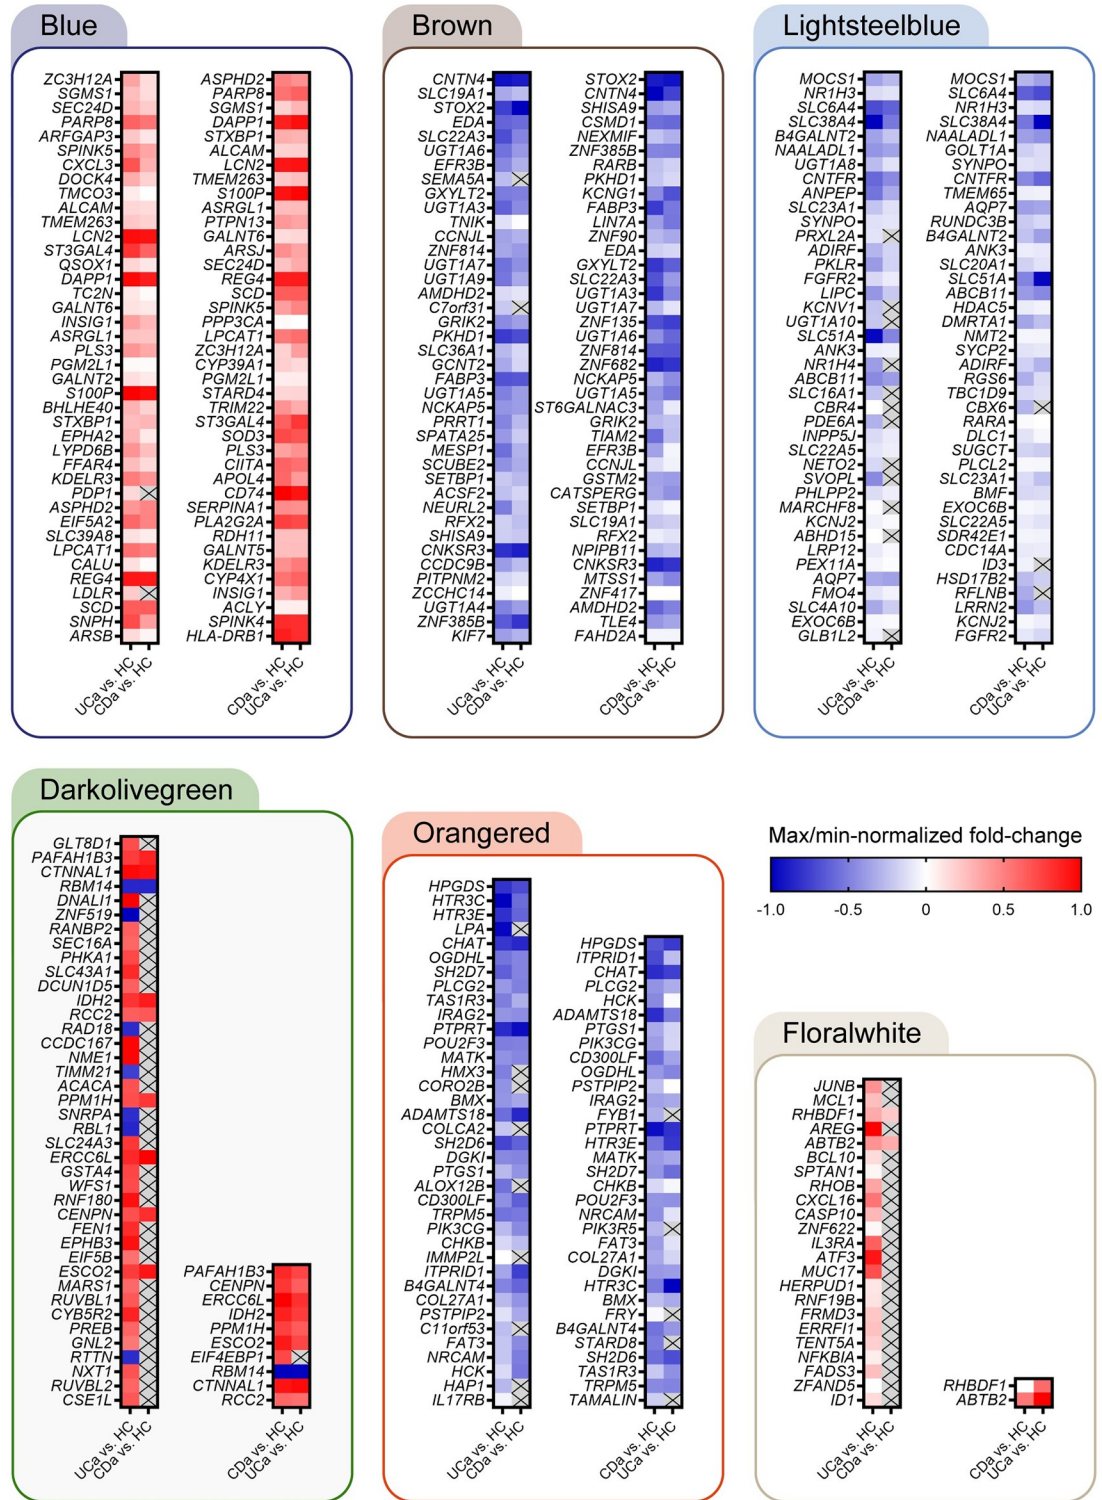 Blue
ZC3H12A
SGMS1
SEC24D
PARP8
ARFGAP3
SPINK5
CXCL3
DOCK4
TMCO3
ALCAM
TMEM263
LCN2
ST3GAL4
QSOX1
DAPP1
TC2N
GALNT6
INSIG1
ASRGL1
PLS3
PGM2L1
GALNT2
S100P
BHLHE40
STXBP1
EPHA2
LYPD6B
FFAR4
KDELR3
PDP1
ASPHD2
EIF5A2
SLC39A8
LPCAT1
CALU
REG4
LDLR
SCD
SNPH
ARSB
UCa vs. HC
CDa vs. HC
ASPHD2
PARP8
SGMS1
DAPP1
STXBP1
ALCAM
LCN2
TMEM263
S100P
ASRGL1
PTPN13
GALNT6
ARSJ
SEC24D
REG4
SCD
SPINK5
PPP3CA
LPCAT1
ZC3H12A
CYP39A1
PGM2L1
STARD4
TRIM22
ST3GAL4
SOD3
PLS3
CIITA
APOL4
CD74
SERPINA1
PLA2G2A
RDH11
GALNT5
KDELR3
CYP4X1
INSIG1
ACLY
SPINK4
HLA-DRB1
CDa vs. HC
UCa vs. HC
Brown
CNTN4
SLC19A1
STOX2
EDA
SLC22A3
UGT1A6
EFR3B
SEMA5A
GXYLT2
UGT1A3
TNIK
CCNJL
ZNF814
UGT1A7
UGT1A9
AMDHD2
C7orf31
GRIK2
PKHD1
SLC36A1
GCNT2
FABP3
UGT1A5
NCKAP5
PRRT1
SPATA25
MESP1
SCUBE2
SETBP1
ACSF2
NEURL2
RFX2
SHISA9
CNKSR3
CCDC9B
PITPNM2
ZCCHC14
UGT1A4
ZNF385B
KIF7
UCa vs. HC
CDa vs. HC
STOX2
CNTN4
SHISA9
CSMD1
NEXMIF
ZNF385B
RARB
PKHD1
KCNG1
FABP3
LIN7A
ZNF90
EDA
GXYLT2
SLC22A3
UGT1A3
UGT1A7
ZNF135
UGT1A6
ZNF814
ZNF682
NCKAP5
UGT1A5
ST6GALNAC3
GRIK2
TIAM2
EFR3B
CCNJL
GSTM2
CATSPERG
SETBP1
SLC19A1
RFX2
NPIPB11
CNKSR3
MTSS1
ZNF417
AMDHD2
TLE4
FAHD2A
CDa vs. HC
UCa vs. HC
Lightsteelblue
MOCS1
NR1H3
SLC6A4
SLC38A4
B4GALNT2
NAALADL1
UGT1A8
CNTFR
ANPEP
SLC23A1
SYNPO
PRXL2A
ADIRF
PKLR
FGFR2
LIPC
KCNV1
UGT1A10
SLC51A
ANK3
NR1H4
ABCB11
SLC16A1
CBR4
PDE6A
INPP5J
SLC22A5
NETO2
SVOPL
PHLPP2
MARCHF8
KCNJ2
ABHD15
LRP12
PEX11A
AQP7
FMO4
SLC4A10
EXOC6B
GLB1L2
UCa vs. HC
CDa vs. HC
MOCS1
SLC6A4
NR1H3
SLC38A4
NAALADL1
GOLT1A
SYNPO
CNTFR
TMEM65
AQP7
RUNDC3B
B4GALNT2
ANK3
SLC20A1
SLC51A
ABCB11
HDAC5
DMRTA1
NMT2
SYCP2
ADIRF
RGS6
TBC1D9
CBX6
RARA
DLC1
SUGCT
PLCL2
SLC23A1
BMF
EXOC6B
SLC22A5
SDR42E1
CDC14A
ID3
HSD17B2
RFLNB
LRRN2
KCNJ2
FGFR2
CDa vs. HC
UCa vs. HC
Darkolivegreen
GLT8D1
PAFAH1B3
CTNNAL1
RBM14
DNALI1
ZNF519
RANBP2
SEC16A
PHKA1
SLC43A1
DCUN1D5
IDH2
RCC2
RAD18
CCDC167
NME1
TIMM21
ACACA
PPM1H
SNRPA
RBL1
SLC24A3
ERCC6L
GSTA4
WFS1
RNF180
CENPN
FEN1
EPHB3
EIF5B
ESCO2
MARS1
RUVBL1
CYB5R2
PREB
GNL2
RTTN
NXT1
RUVBL2
CSE1L
UCa vs. HC
CDa vs. HC
PAFAH1B3
CENPN
ERCC6L
IDH2
PPM1H
ESCO2
EIF4EBP1
RBM14
CTNNAL1
RCC2
CDa vs. HC
UCa vs. HC
Orangered
HPGDS
HTR3C
HTR3E
LPA
CHAT
OGDHL
SH2D7
PLCG2
TAS1R3
IRAG2
PTPRT
POU2F3
MATK
HMX3
CORO2B
BMX
ADAMTS18
COLCA2
SH2D6
DGKI
PTGS1
ALOX12B
CD300LF
TRPM5
PIK3CG
CHKB
IMMP2L
ITPRID1
B4GALNT4
COL27A1
PSTPIP2
C11orf53
FAT3
NRCAM
HCK
HAP1
IL17RB
UCa vs. HC
CDa vs. HC
HPGDS
ITPRID1
CHAT
PLCG2
HCK
ADAMTS18
PTGS1
PIK3CG
CD300LF
OGDHL
PSTPIP2
IRAG2
FYB1
PTPRT
HTR3E
MATK
SH2D7
CHKB
POU2F3
NRCAM
PIK3R5
FAT3
COL27A1
DGKI
HTR3C
BMX
FRY
B4GALNT4
STARD8
SH2D6
TAS1R3
TRPM5
TAMALIN
CDa vs. HC
UCa vs. HC
Max/min-normalized fold-change
-1.0 -0.5 0 0.5 1.0
Floralwhite
JUNB
MCL1
RHBDF1
AREG
ABTB2
BCL10
SPTAN1
RHOB
CXCL16
CASP10
ZNF622
IL3RA
ATF3
MUC17
HERPUD1
RNF19B
FRMD3
ERRFI1
TENT5A
NFKBIA
FADS3
ZFAND5
ID1
UCa vs. HC
CDa vs. HC
RHBDF1
ABTB2
CDa vs. HC
UCa vs. HC